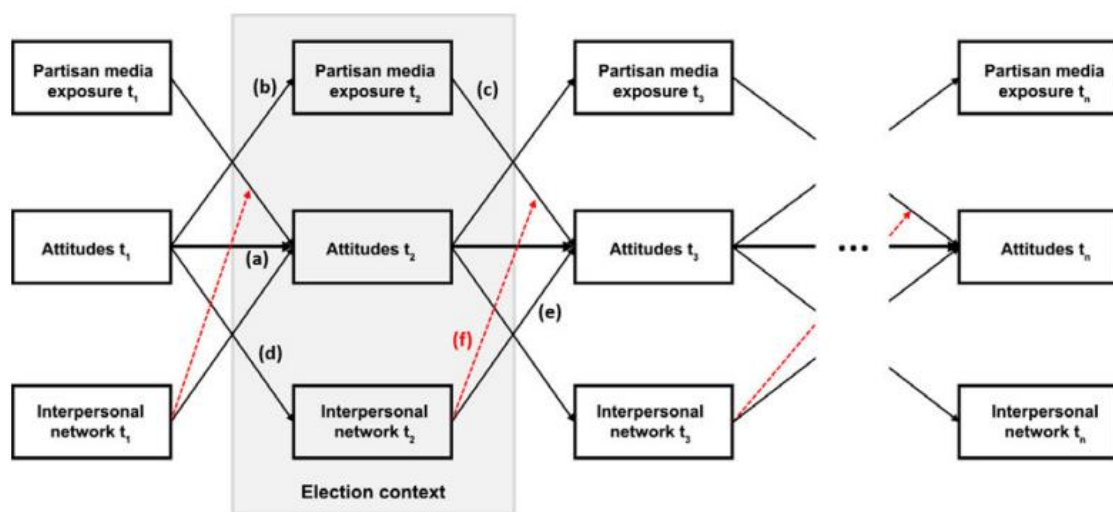 Partisan media
exposure t₁
(b)
Partisan media
exposure t₂
(c)
Partisan media
exposure t₃
Partisan media
exposure tₙ
Attitudes t₁
(a)
Attitudes t₂
Attitudes t₃
...
Attitudes tₙ
(d)
(f)
(e)
Interpersonal
network t₁
Interpersonal
network t₂
Interpersonal
network t₃
Interpersonal
network tₙ
Election context